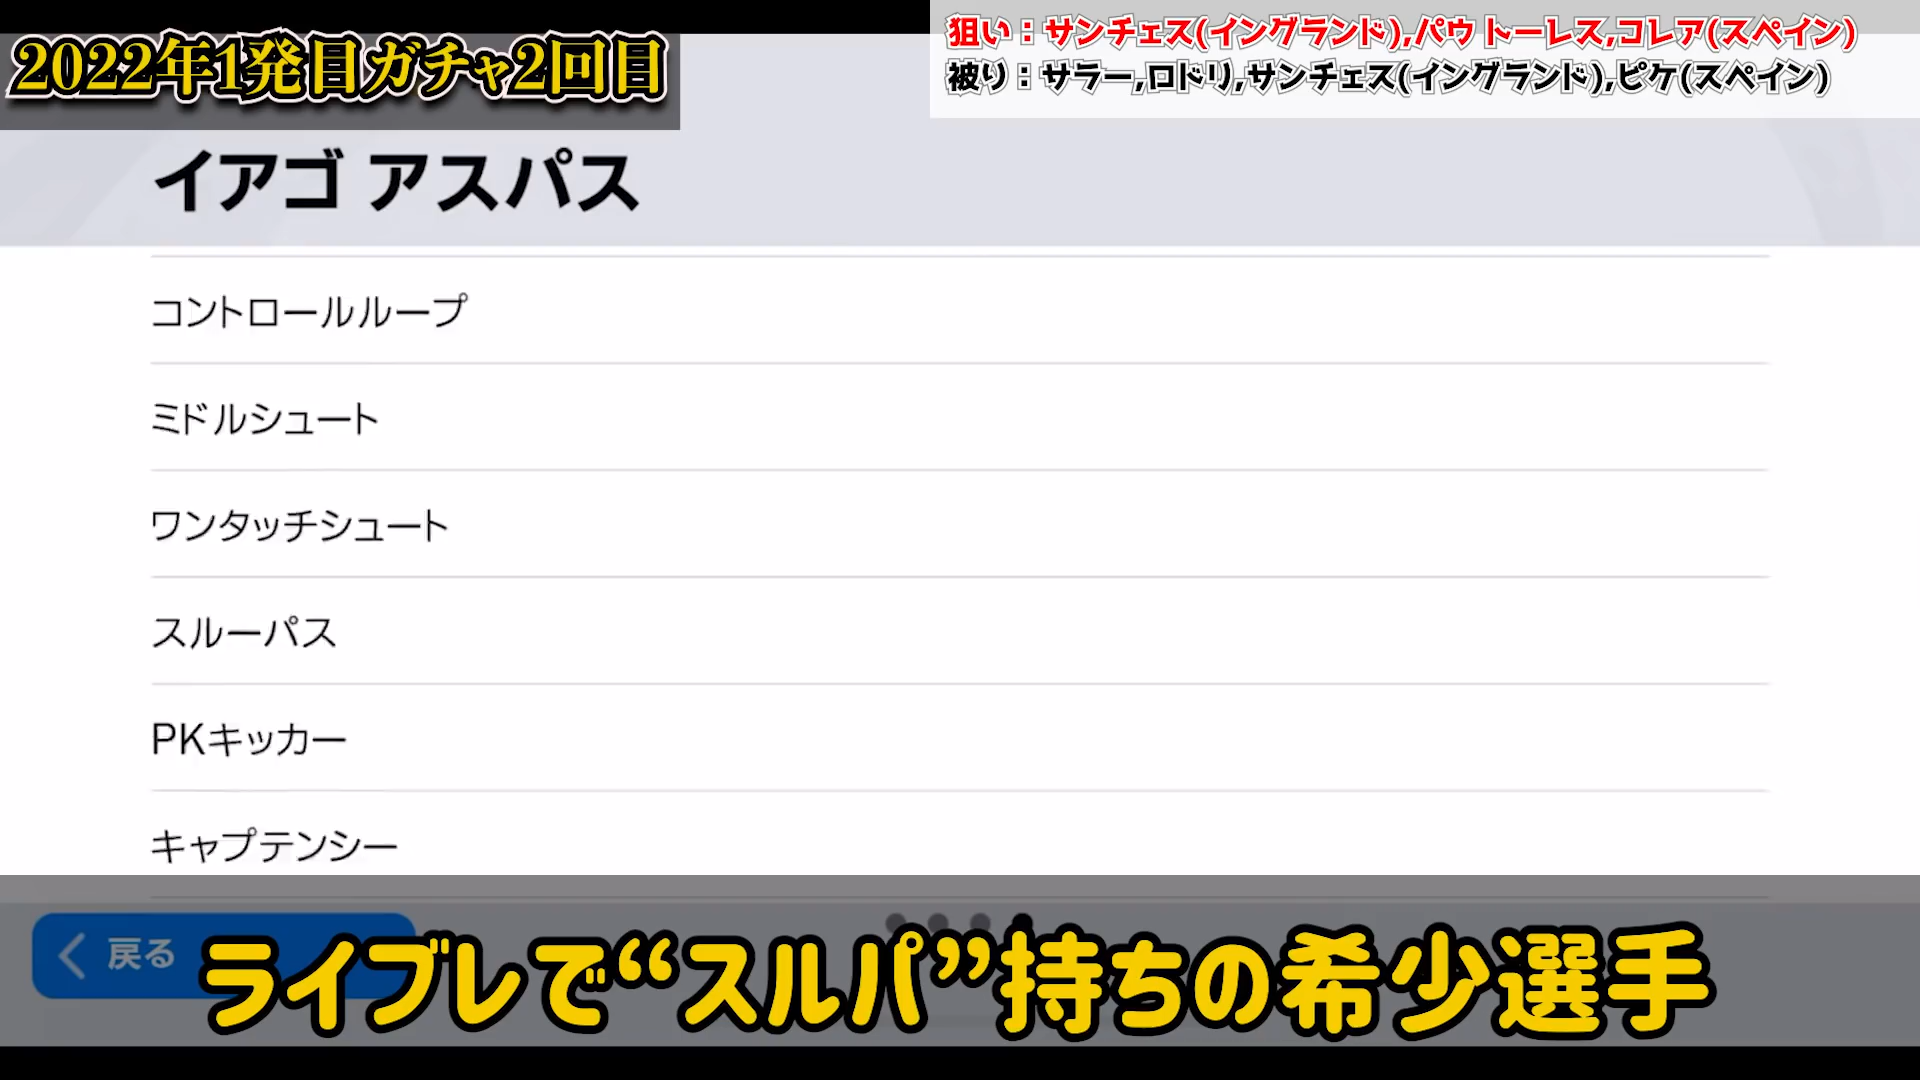 2022年1発目ガチャ2回目
狙い：サンチェス(イングランド),パウ トーレス,コレア(スペイン)
被り：サラー,ロドリ,サンチェス(イングランド),ピケ(スペイン)
イアゴ アスパス
コントロールループ
ミドルシュート
ワンタッチシュート
スルーパス
PKキッカー
キャプテンシー
戻る
ライブレで“スルパ”持ちの希少選手